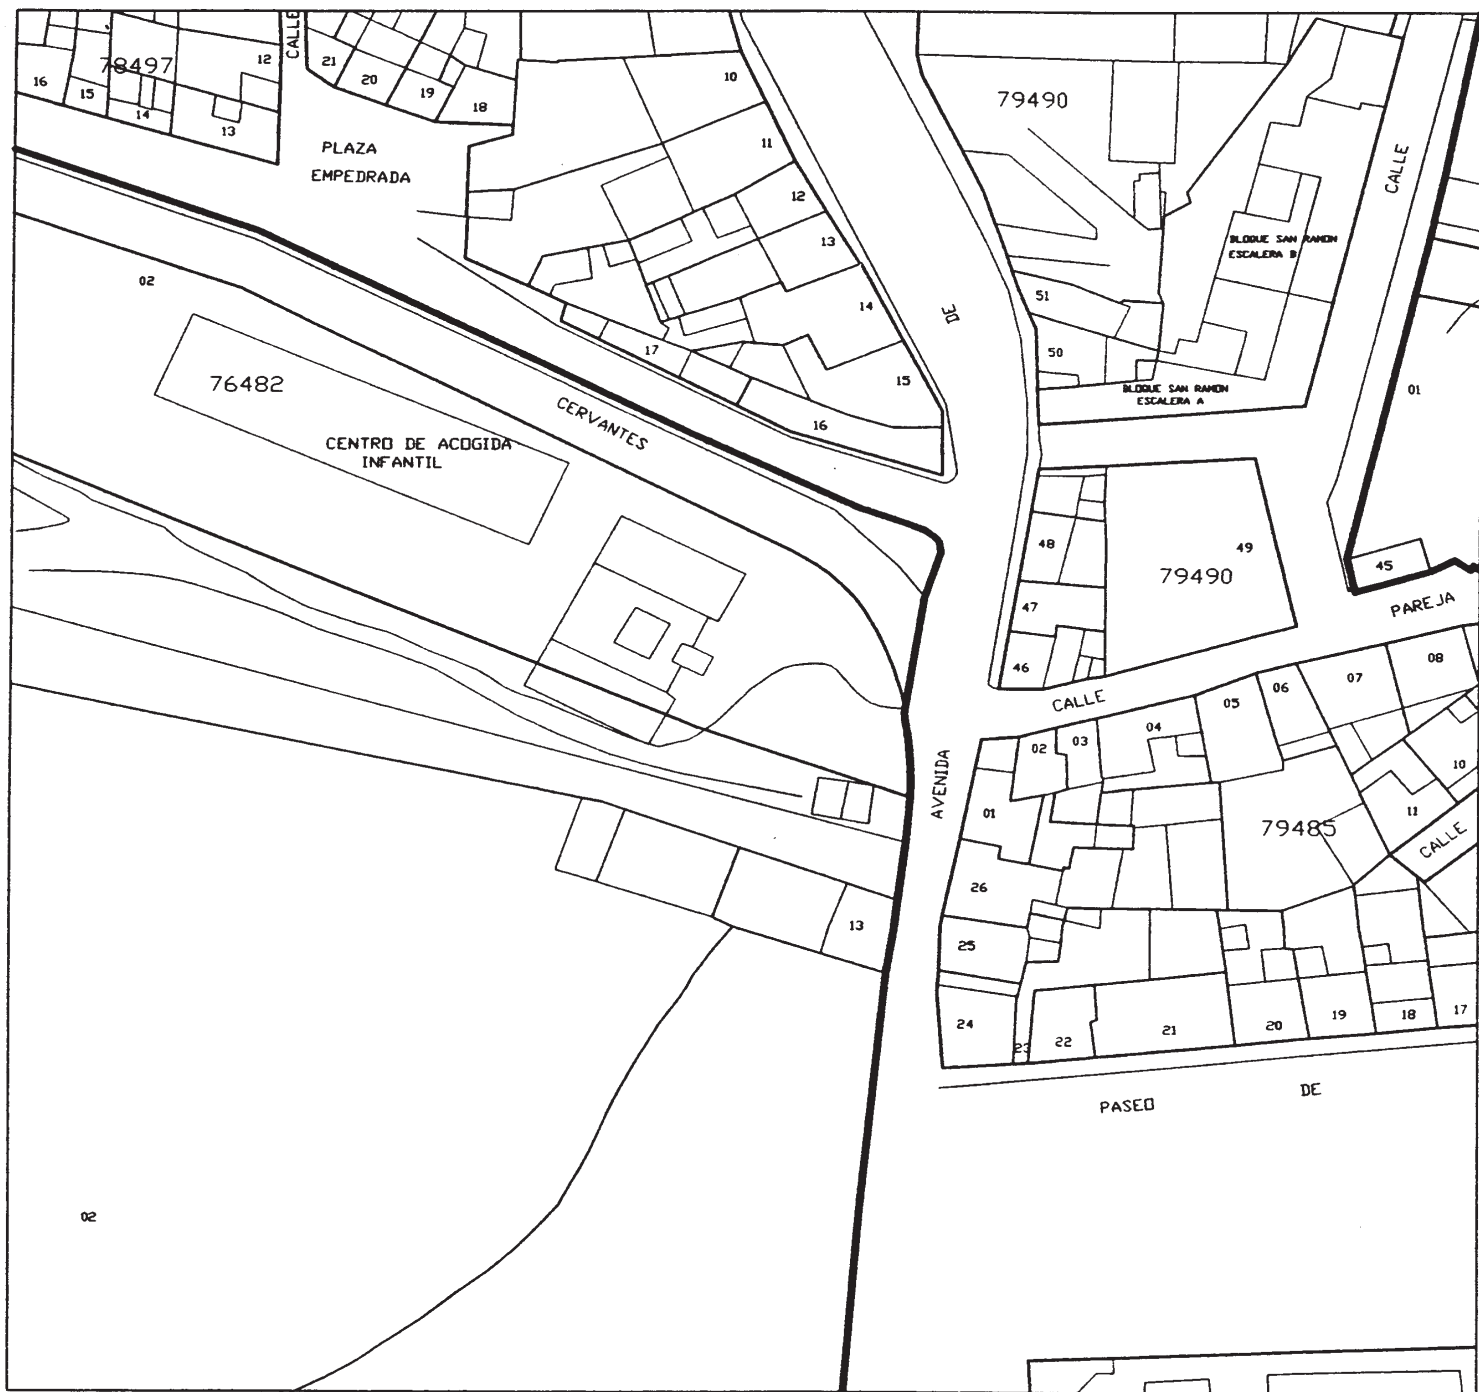 CALLE
78497
12
21
20
19
18
16
15
14
13
10
79490
PLAZA
EMPEDRADA
11
12
13
CALLE
BLOQUE SAN RAMON
ESCALERA B
02
51
14
DE
17
50
15
76482
BLOQUE SAN RAMON
ESCALERA A
01
CERVANTES
16
CENTRO DE ACOGIDA
INFANTIL
48
49
79490
45
47
PAREJA
46
08
07
06
05
CALLE
04
03
02
10
AVENIDA
01
11
79485
CALLE
26
13
25
24
23
22
21
20
19
18
17
PASEO
DE
02